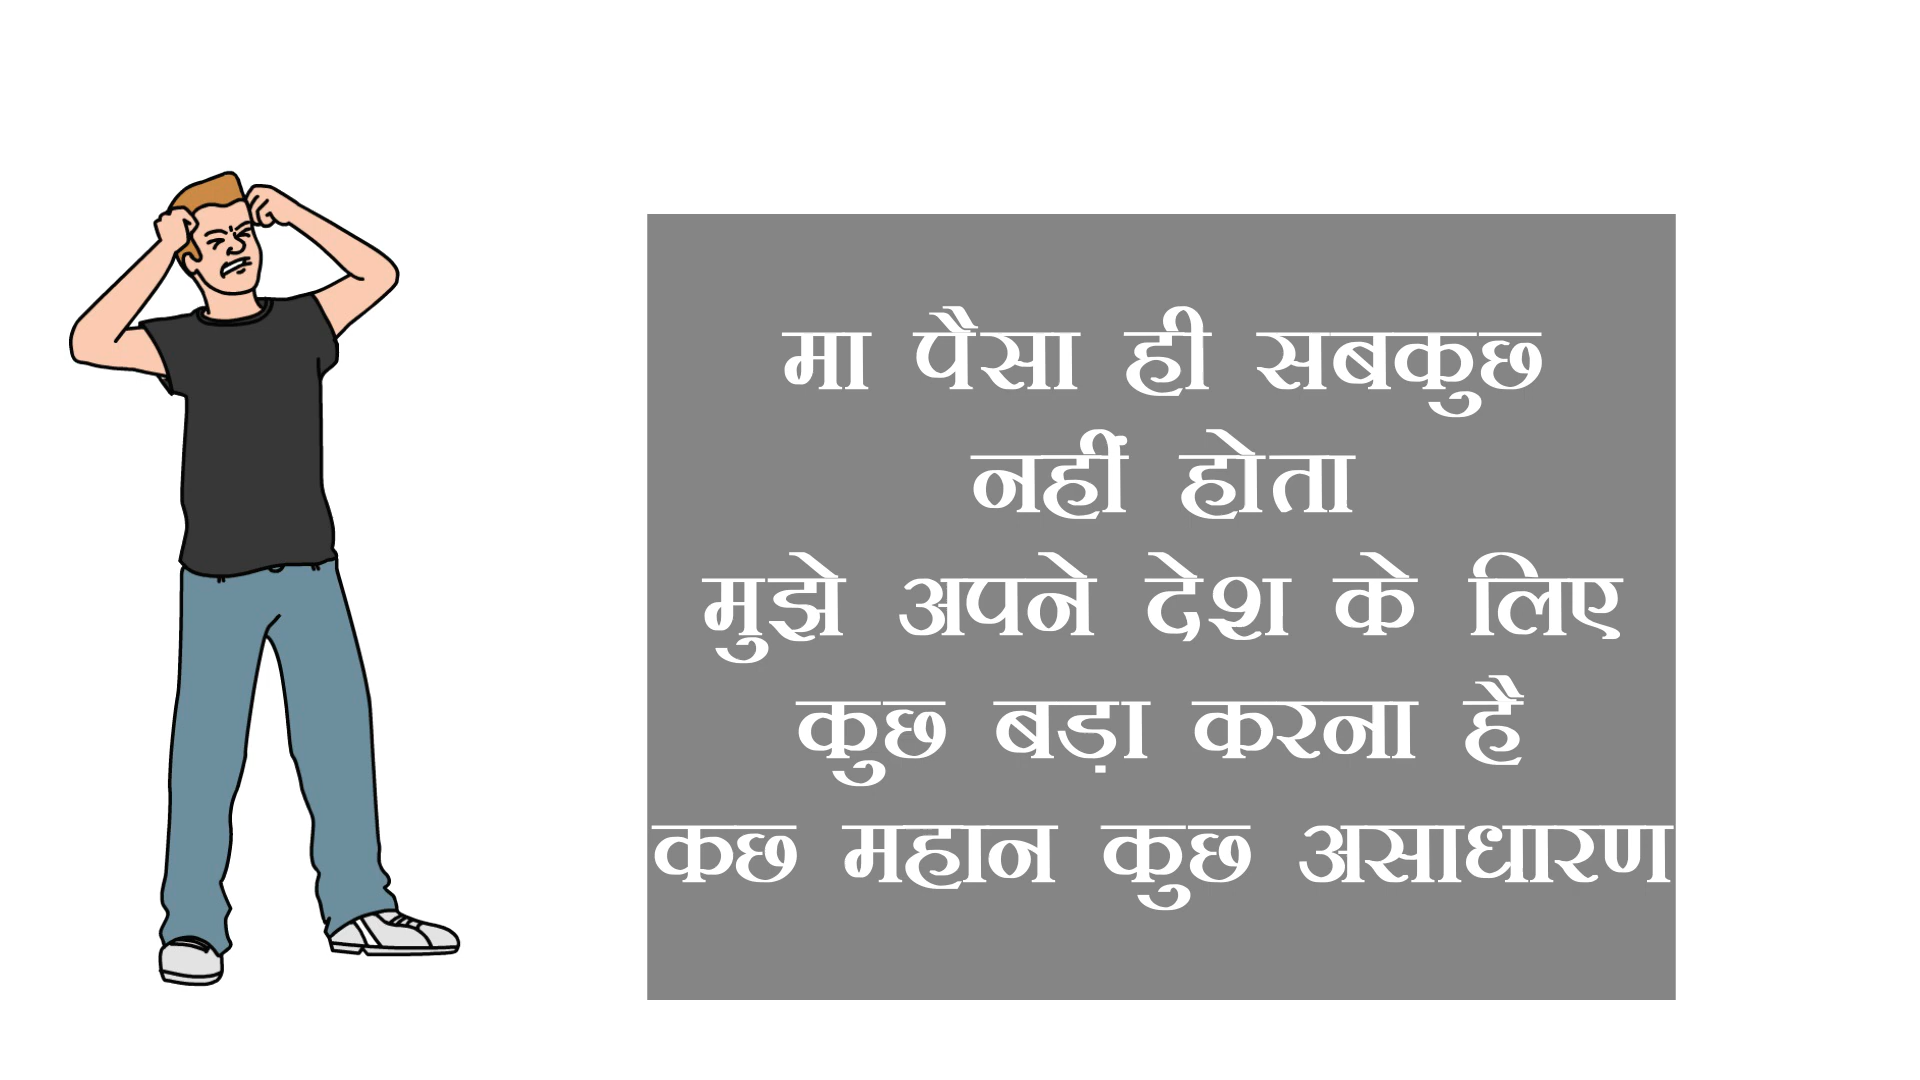 मा पैसा ही सबकुछ
नहीं होता
मुझे अपने देश के लिए
कुछ बड़ा करना है
कछ महान कुछ असाधारण